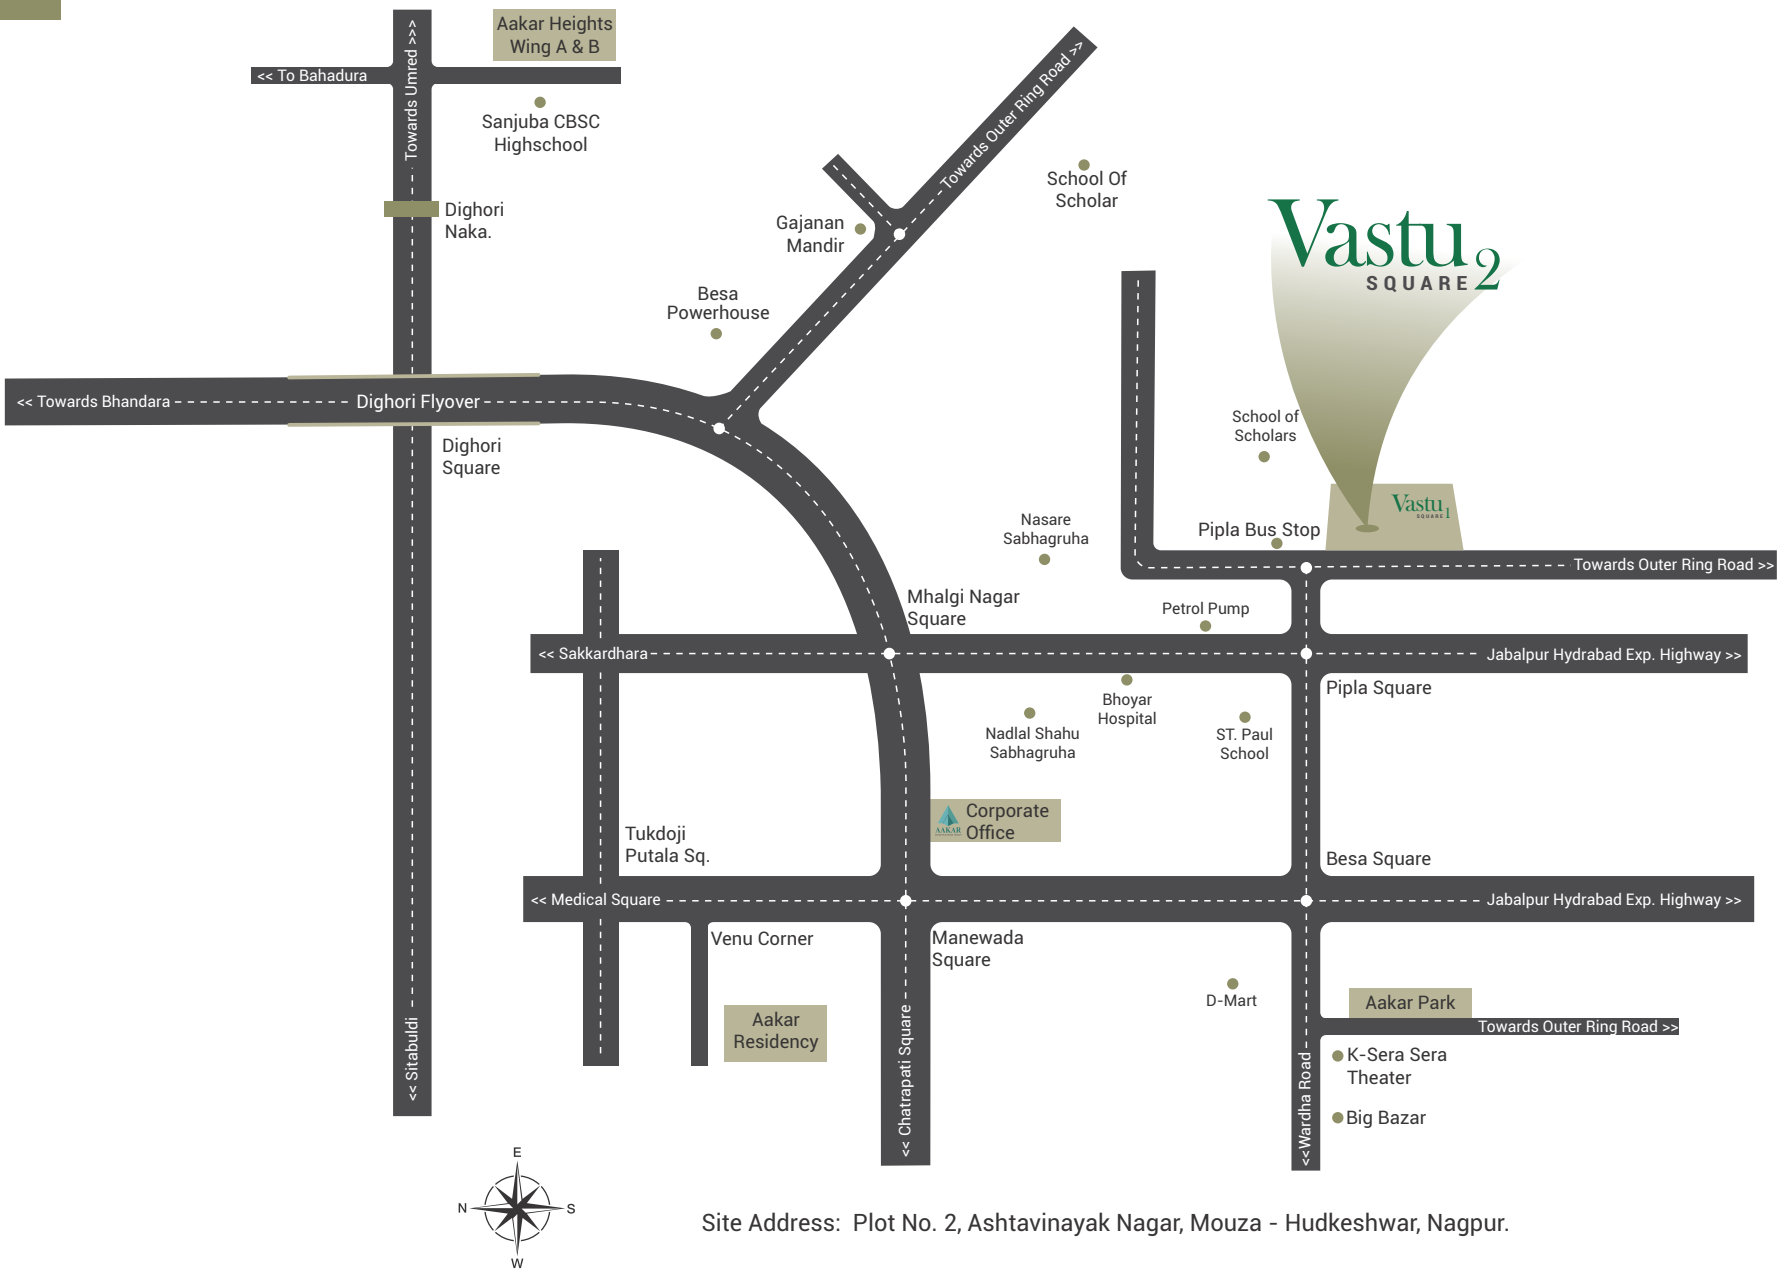 Aakar Heights
Wing A & B
<< To Bahadura
Towards Umred >>>
Sanjuba CBSC
Highschool
Towards Outer Ring Road >>
School Of
Scholar
Dighori
Naka.
Gajanan
Mandir
Vastu 2
SQUARE
Besa
Powerhouse
<< Towards Bhandara
Dighori Flyover
Dighori
Square
School of
Scholars
Vastu 1
SQUARE
Nasare
Sabhagruha
Pipla Bus Stop
Towards Outer Ring Road >>
Mhalgi Nagar
Square
Petrol Pump
<< Sakkardhara
Jabalpur Hydrabad Exp. Highway >>
Pipla Square
Bhoyar
Hospital
Nadlal Shahu
Sabhagruha
ST. Paul
School
AAKAR
Corporate
Office
Tukdoji
Putala Sq.
Besa Square
<< Medical Square
Jabalpur Hydrabad Exp. Highway >>
Venu Corner
Manewada
Square
D-Mart
Aakar Park
Aakar
Residency
Towards Outer Ring Road >>
<< Sitabuldi
<< Chatrapati Square
<<Wardha Road
K-Sera Sera
Theater
Big Bazar
E
N
S
W
Site Address: Plot No. 2, Ashtavinayak Nagar, Mouza - Hudkeshwar, Nagpur.